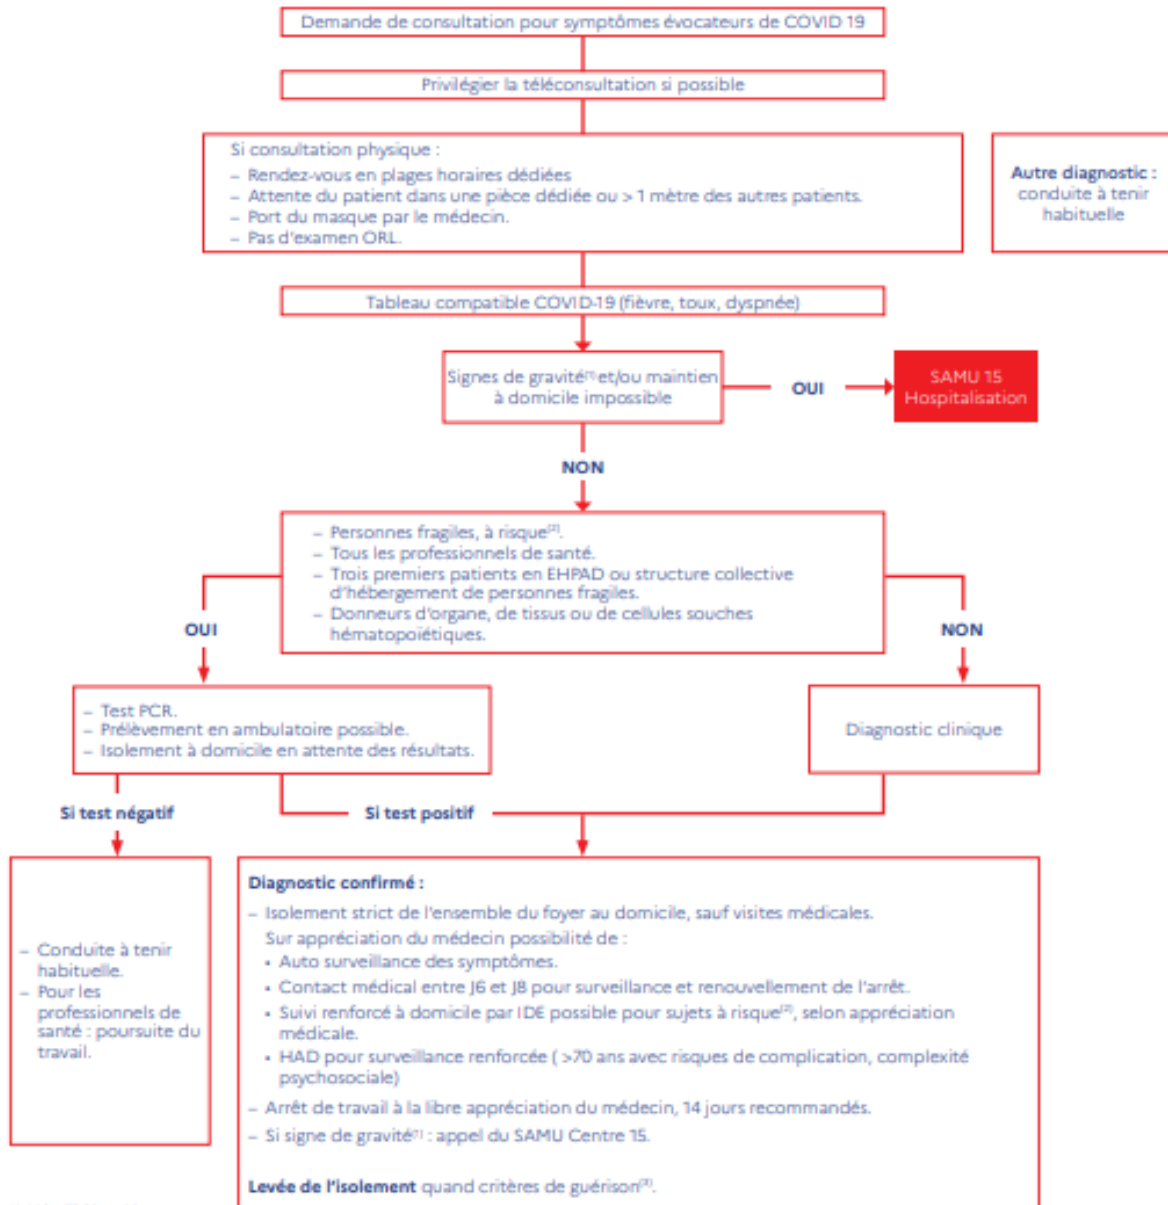 Demande de consultation pour symptômes évocateurs de COVID 19
Privilégier la téléconsultation si possible
Si consultation physique :
– Rendez-vous en plages horaires dédiées
– Attente du patient dans une pièce dédiée ou > 1 mètre des autres patients.
– Port du masque par le médecin.
– Pas d'examen ORL.
Autre diagnostic :
conduite à tenir
habituelle
Tableau compatible COVID-19 (fièvre, toux, dyspnée)
Signes de gravité[1] et/ou maintien
à domicile impossible
OUI
SAMU 15
Hospitalisation
NON
– Personnes fragiles, à risque[2].
– Tous les professionnels de santé.
– Trois premiers patients en EHPAD ou structure collective
d'hébergement de personnes fragiles.
– Donneurs d'organe, de tissus ou de cellules souches
hématopoïétiques.
OUI
NON
– Test PCR.
– Prélèvement en ambulatoire possible.
– Isolement à domicile en attente des résultats.
Diagnostic clinique
Si test négatif
Si test positif
– Conduite à tenir
habituelle.
– Pour les
professionnels de
santé : poursuite du
travail.
Diagnostic confirmé :
– Isolement strict de l'ensemble du foyer au domicile, sauf visites médicales.
Sur appréciation du médecin possibilité de :
• Auto surveillance des symptômes.
• Contact médical entre J6 et J8 pour surveillance et renouvellement de l'arrêt.
• Suivi renforcé à domicile par IDE possible pour sujets à risque[2], selon appréciation
médicale.
• HAD pour surveillance renforcée ( >70 ans avec risques de complication, complexité
psychosociale)
– Arrêt de travail à la libre appréciation du médecin, 14 jours recommandés.
– Si signe de gravité[1] : appel du SAMU Centre 15.
Levée de l'isolement quand critères de guérison[3].